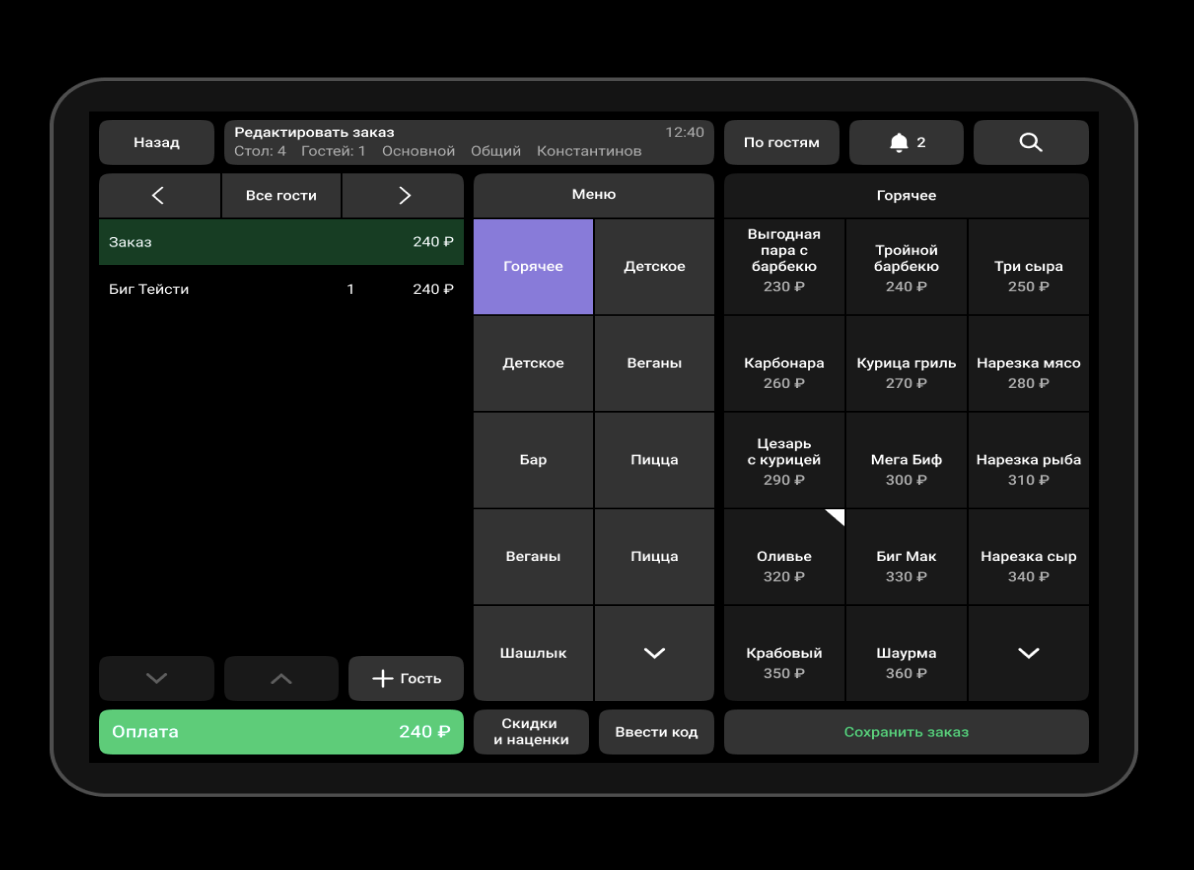 Назад
Редактировать заказ 12:40
Стол: 4 Гостей: 1 Основной Общий Константинов
По гостям
2
Все гости
Заказ 240 ₽
Биг Тейсти 1 240 ₽
Гость
Оплата 240 ₽
Меню
Горячее
Детское
Детское
Веганы
Бар
Пицца
Веганы
Пицца
Шашлык
Скидки
и наценки
Ввести код
Горячее
Выгодная
пара с
барбекю
230 ₽
Тройной
барбекю
240 ₽
Три сыра
250 ₽
Карбонара
260 ₽
Курица гриль
270 ₽
Нарезка мясо
280 ₽
Цезарь
с курицей
290 ₽
Мега Биф
300 ₽
Нарезка рыба
310 ₽
Оливье
320 ₽
Биг Мак
330 ₽
Нарезка сыр
340 ₽
Крабовый
350 ₽
Шаурма
360 ₽
Сохранить заказ